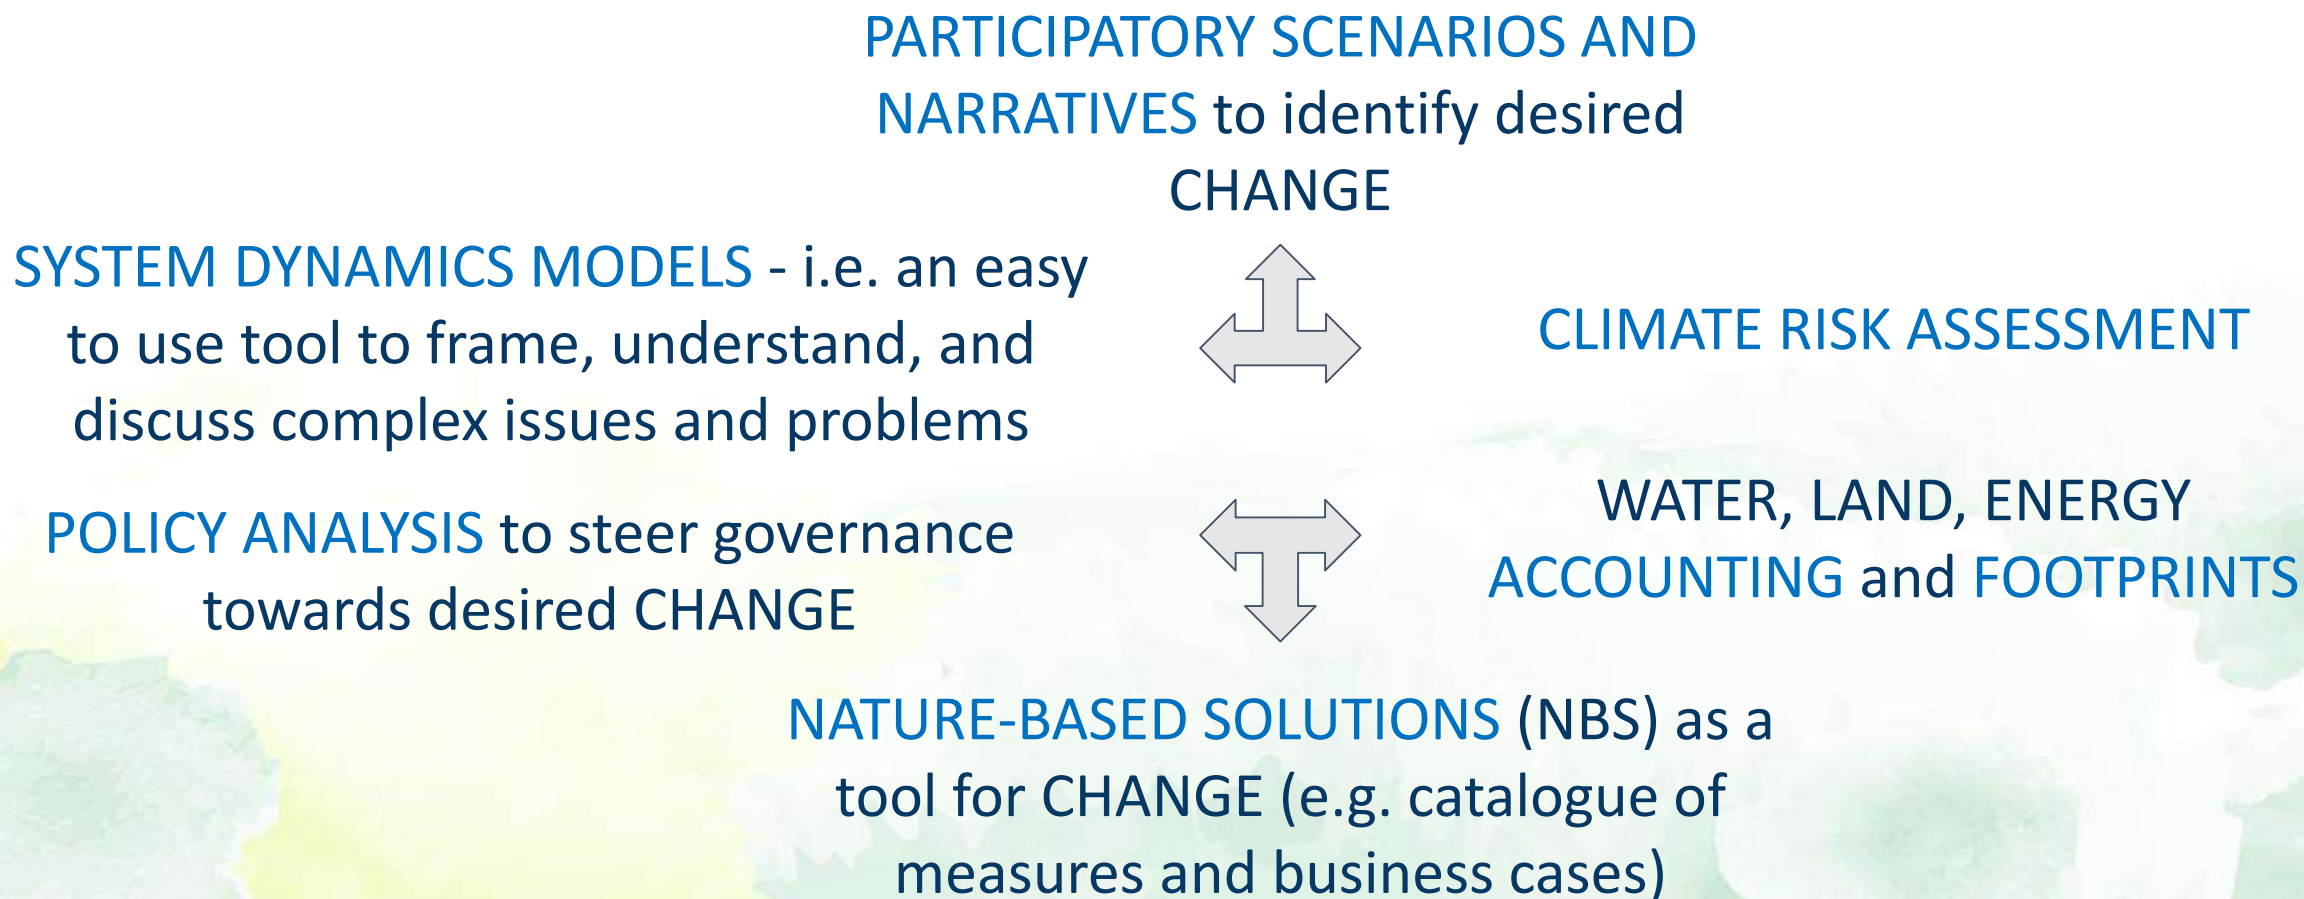 PARTICIPATORY SCENARIOS AND
NARRATIVES to identify desired
CHANGE
SYSTEM DYNAMICS MODELS - i.e. an easy
to use tool to frame, understand, and
discuss complex issues and problems
CLIMATE RISK ASSESSMENT
POLICY ANALYSIS to steer governance
towards desired CHANGE
WATER, LAND, ENERGY
ACCOUNTING and FOOTPRINTS
NATURE-BASED SOLUTIONS (NBS) as a
tool for CHANGE (e.g. catalogue of
measures and business cases)